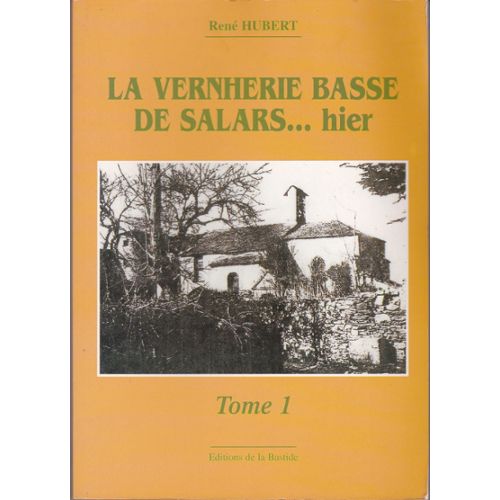 René HUBERT
LA VERNHERIE BASSE
DE SALARS... hier
Tome 1
Editions de la Bastide